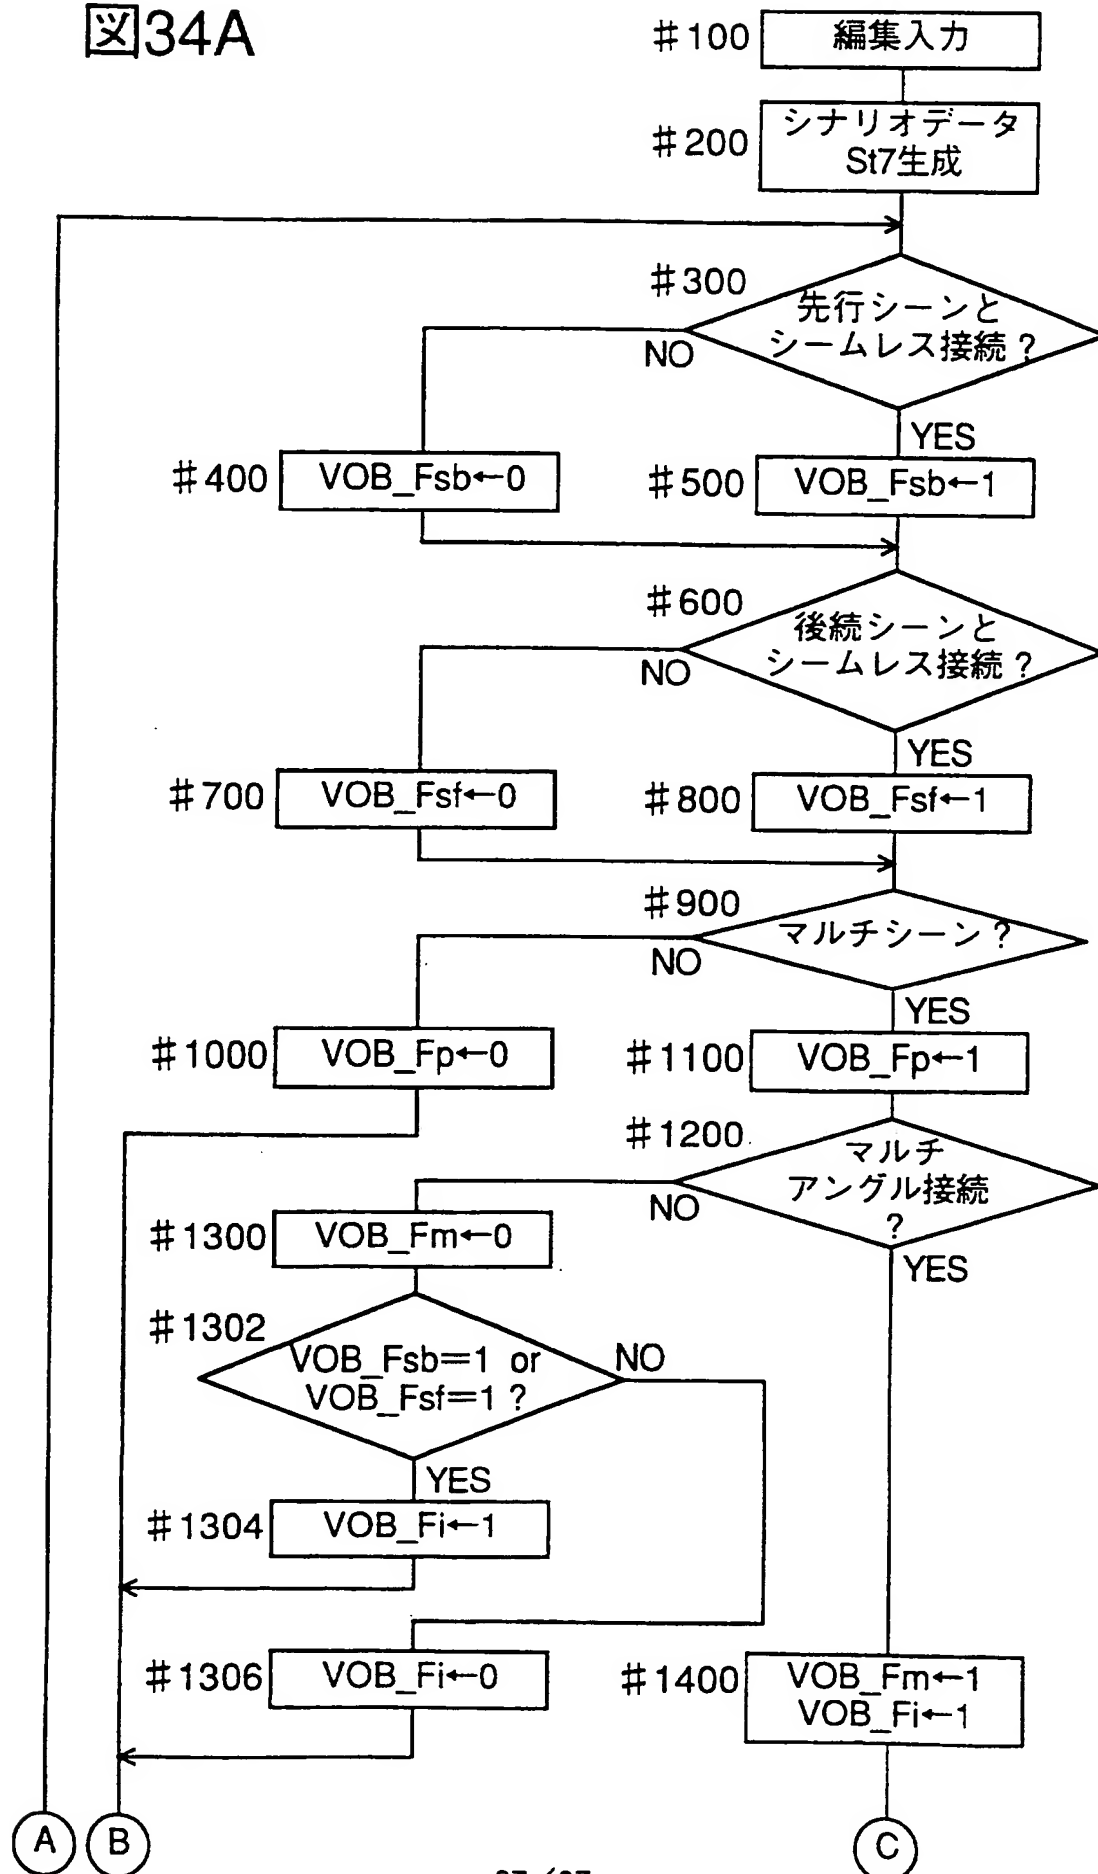 図34A
#100
編集入力
#200
シナリオデータ
St7生成
#300
先行シーンと
シームレス接続?
NO
YES
#400
VOB_Fsb←0
#500
VOB_Fsb←1
#600
後続シーンと
シームレス接続?
NO
YES
#700
VOB_Fsf←0
#800
VOB_Fsf←1
#900
マルチシーン?
NO
YES
#1000
VOB_Fp←0
#1100
VOB_Fp←1
#1200
マルチ
アングル接続
?
NO
YES
#1300
VOB_Fm←0
#1302
VOB_Fsb=1 or
VOB_Fsf=1?
NO
YES
#1304
VOB_Fi←1
#1306
VOB_Fi←0
#1400
VOB_Fm←1
VOB_Fi←1
A
B
C